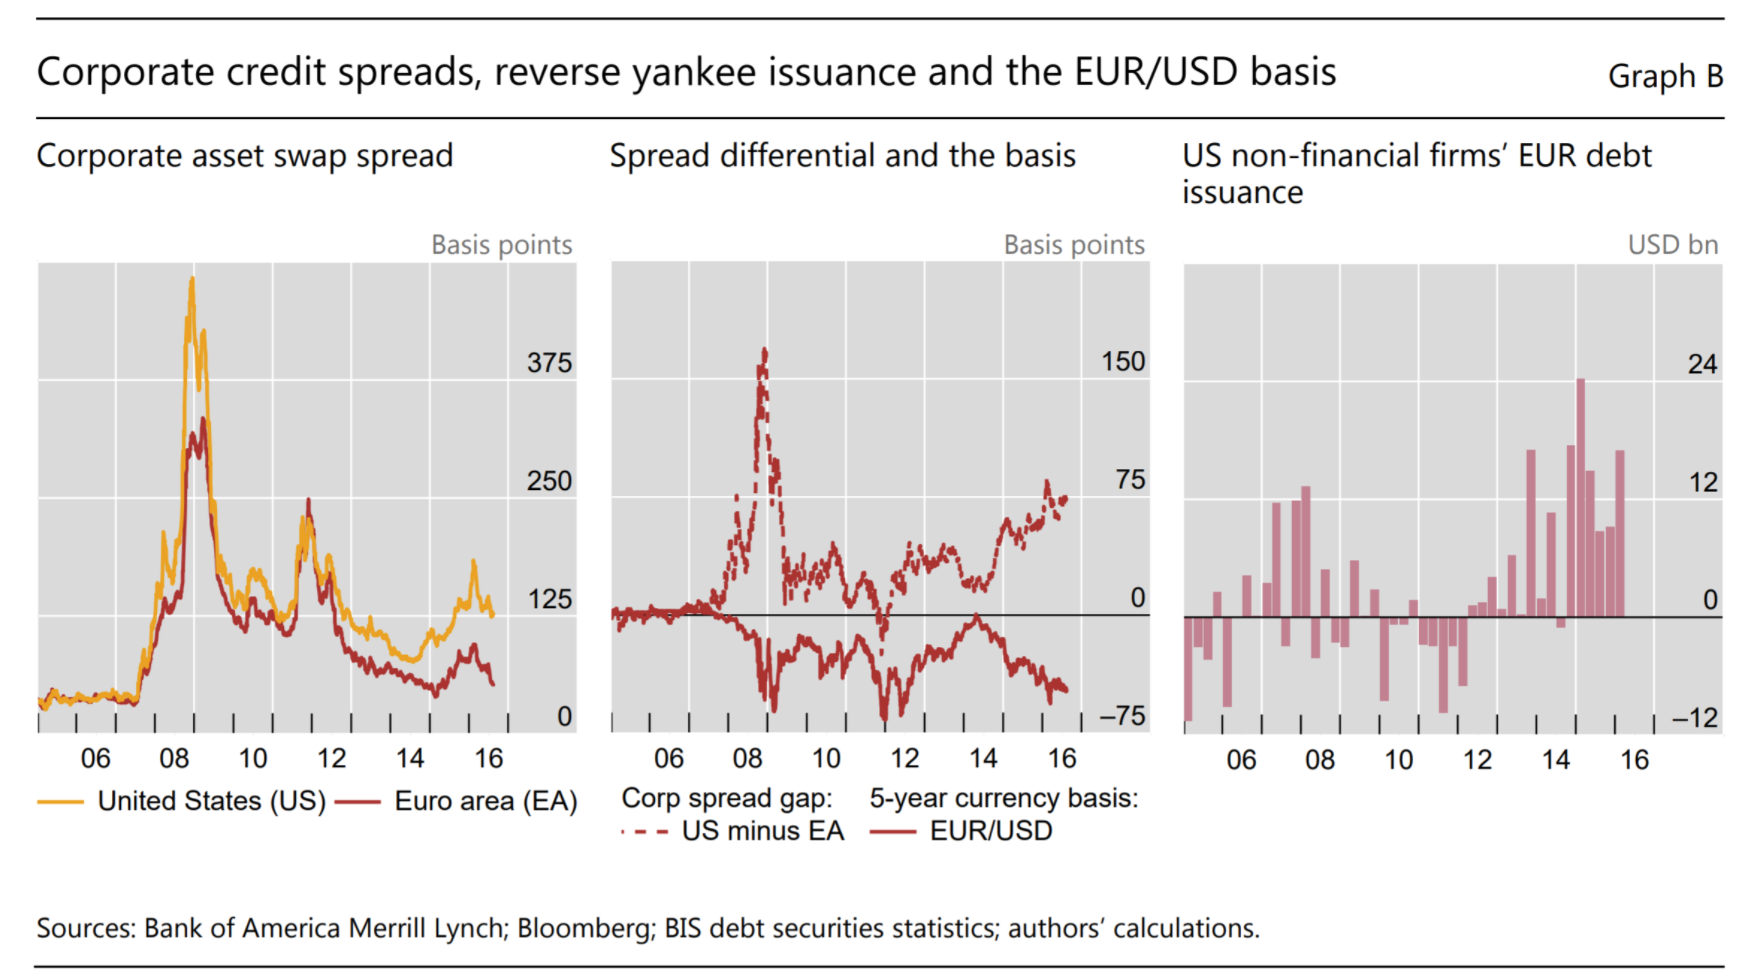 Corporate credit spreads, reverse yankee issuance and the EUR/USD basis
Graph B
Corporate asset swap spread
Spread differential and the basis
US non-financial firms’ EUR debt
issuance
Basis points
375
250
125
0
06 08 10 12 14 16
United States (US)
Euro area (EA)
Basis points
150
75
0
–75
06 08 10 12 14 16
Corp spread gap:
US minus EA
5-year currency basis:
EUR/USD
USD bn
24
12
0
–12
06 08 10 12 14 16
Sources: Bank of America Merrill Lynch; Bloomberg; BIS debt securities statistics; authors’ calculations.